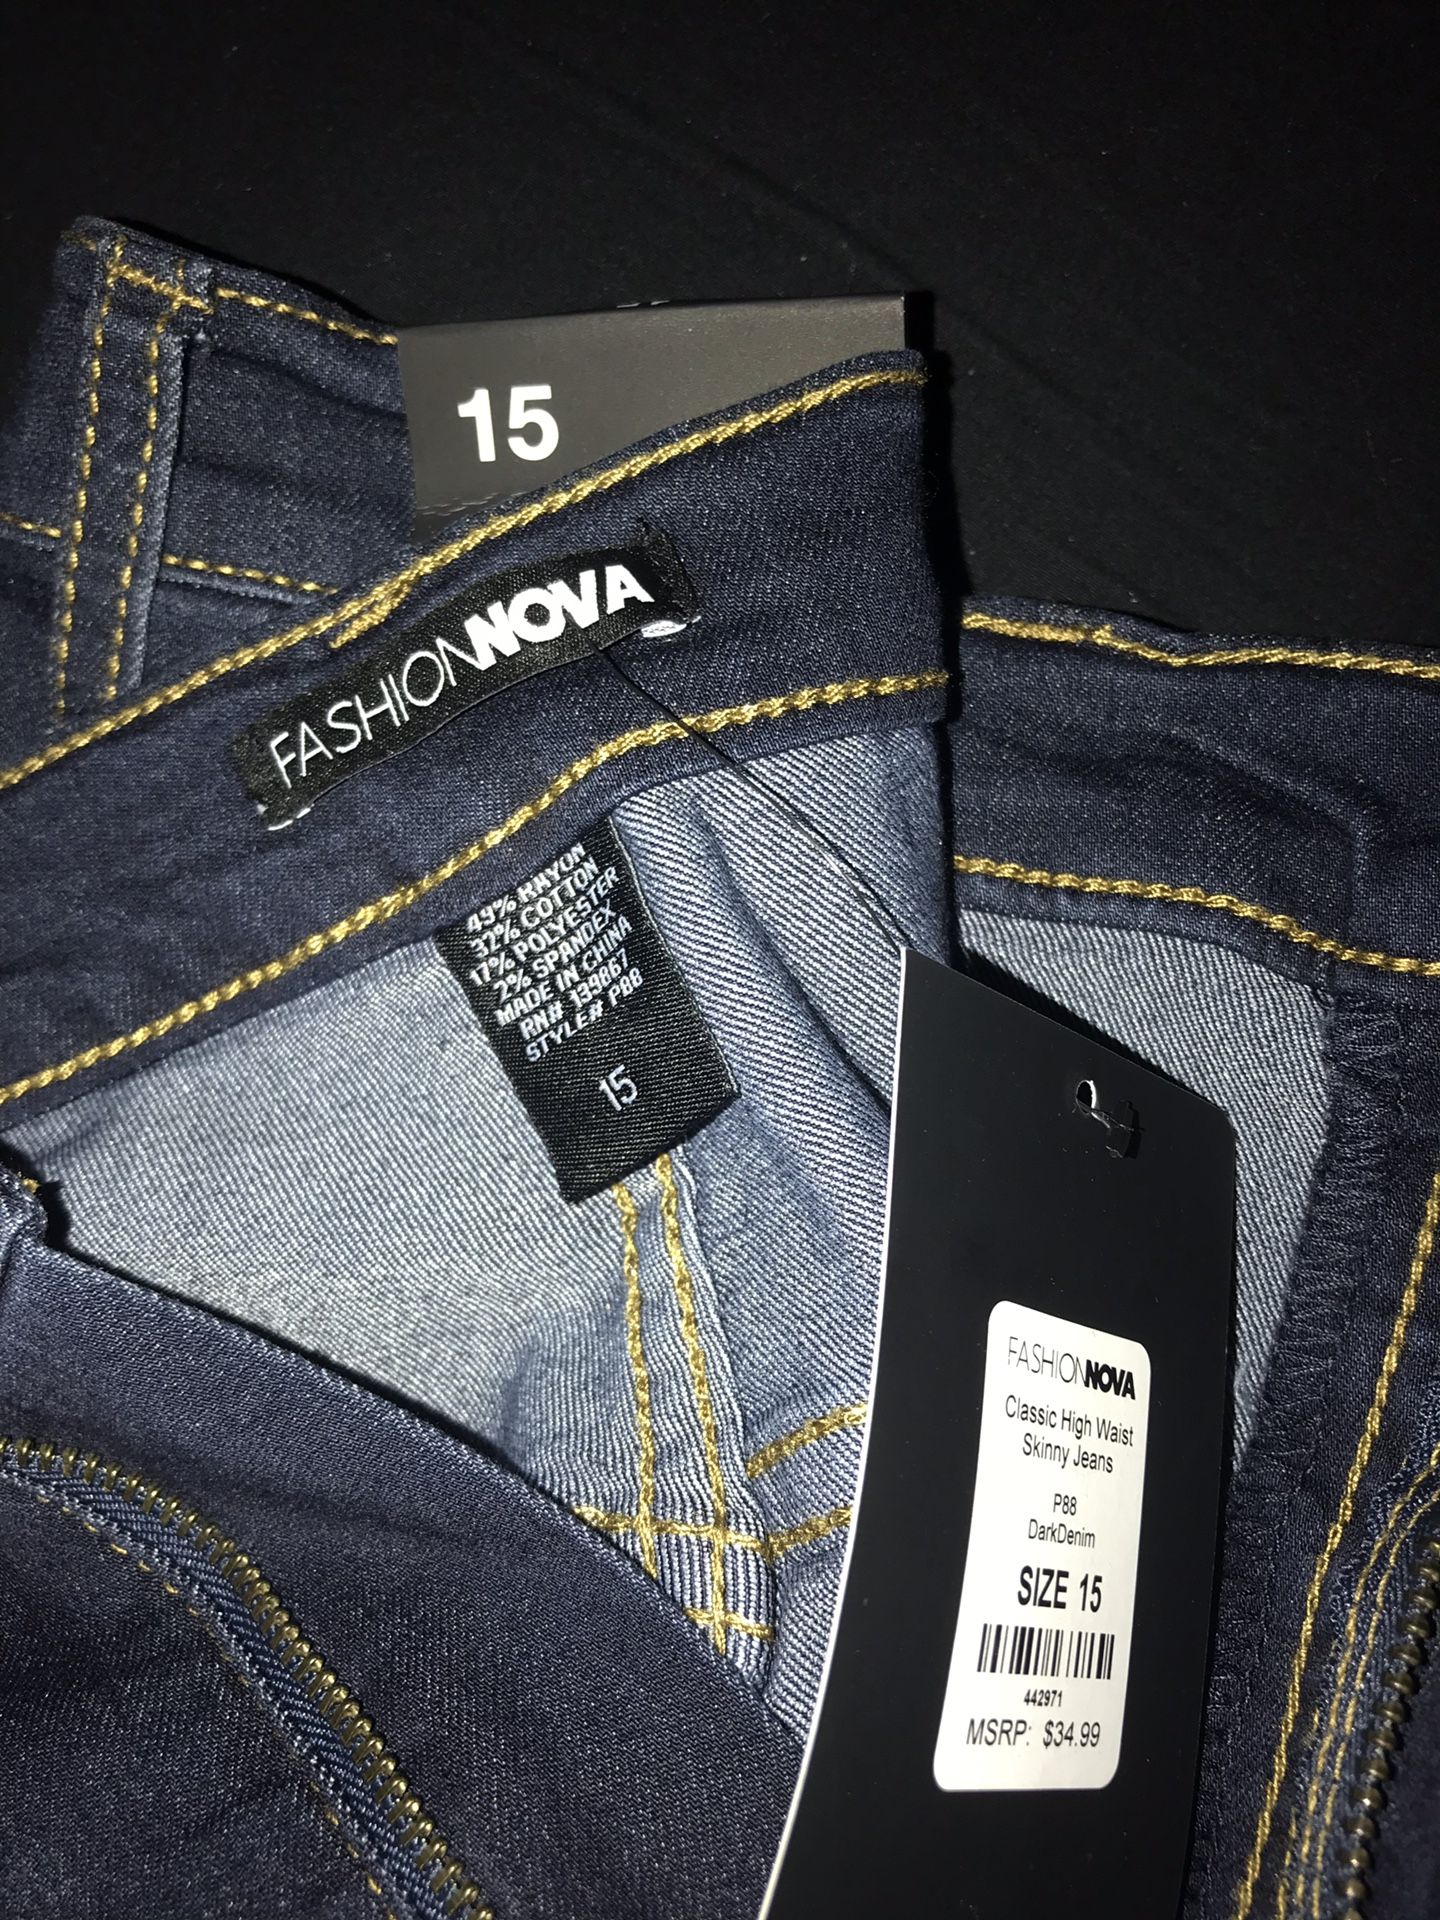 15
FASHIONNOVA
49% RAYON
32% COTTON
17% POLYESTER
2% SPANDEX
MADE IN CHINA
RN# 139867
STYLE# P88
15
FASHIONNOVA
Classic High Waist
Skinny Jeans
P88
DarkDenim
SIZE 15
442971
MSRP: $34.99